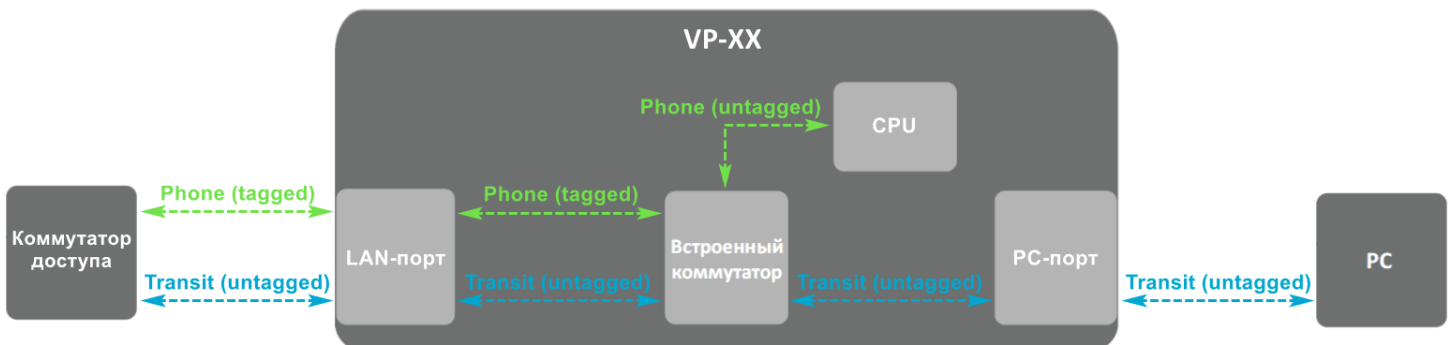 VP-XX
Phone (untagged)
CPU
Phone (tagged)
Phone (tagged)
Коммутатор
доступа
LAN-порт
Встроенный
коммутатор
PC-порт
PC
Transit (untagged)
Transit (untagged)
Transit (untagged)
Transit (untagged)